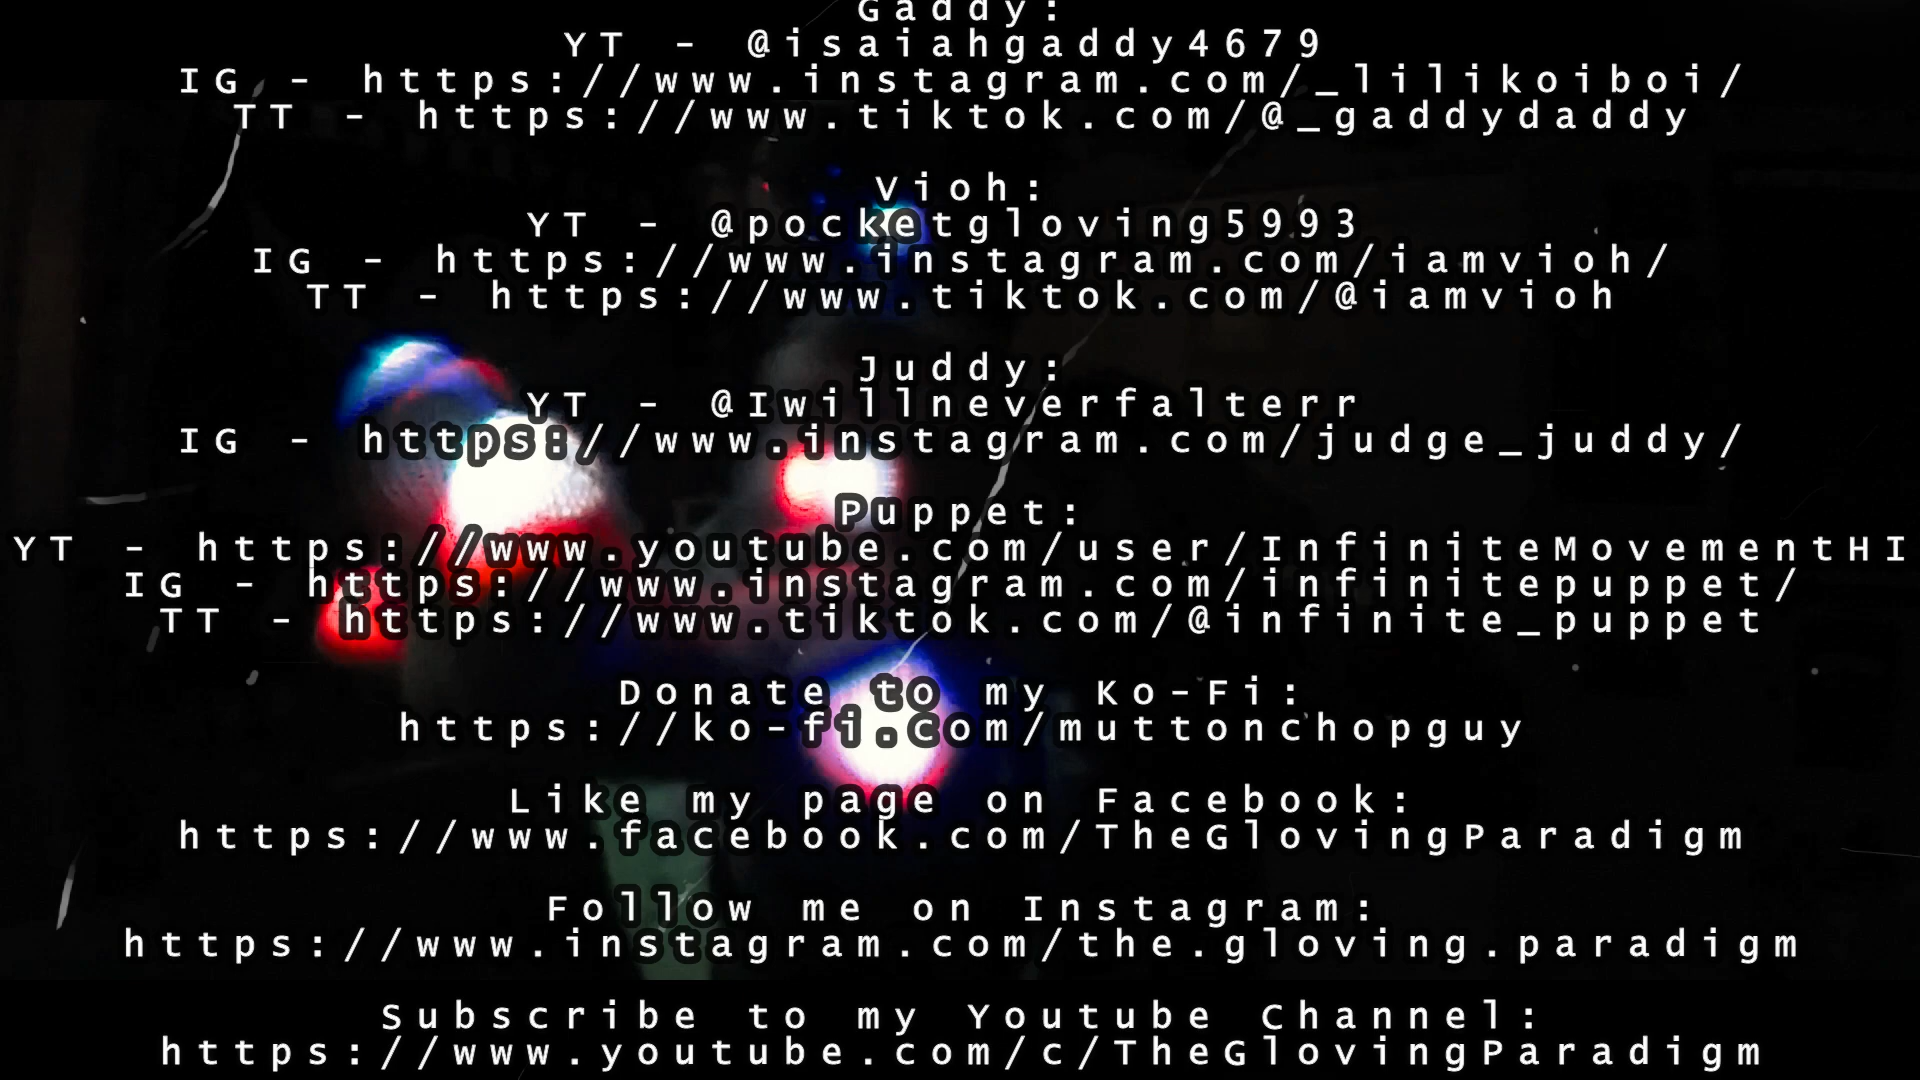 Gaddy:
YT - @isaiahgaddy4679
IG - https://www.instagram.com/_lilikoiboi/
TT - https://www.tiktok.com/@_gaddydaddy
Vioh:
YT - @pocketgloving5993
IG - https://www.instagram.com/iamvioh/
TT - https://www.tiktok.com/@iamvioh
Juddy:
YT - @Iwillneverfalterr
IG - https://www.instagram.com/judge_juddy/
Puppet:
YT - https://www.youtube.com/user/InfiniteMovementHI
IG - https://www.instagram.com/infinitepuppet/
TT - https://www.tiktok.com/@infinite_puppet
Donate to my Ko-Fi:
https://ko-fi.com/muttonchopguy
Like my page on Facebook:
https://www.facebook.com/TheGlovingParadigm
Follow me on Instagram:
https://www.instagram.com/the.gloving.paradigm
Subscribe to my Youtube Channel:
https://www.youtube.com/c/TheGlovingParadigm